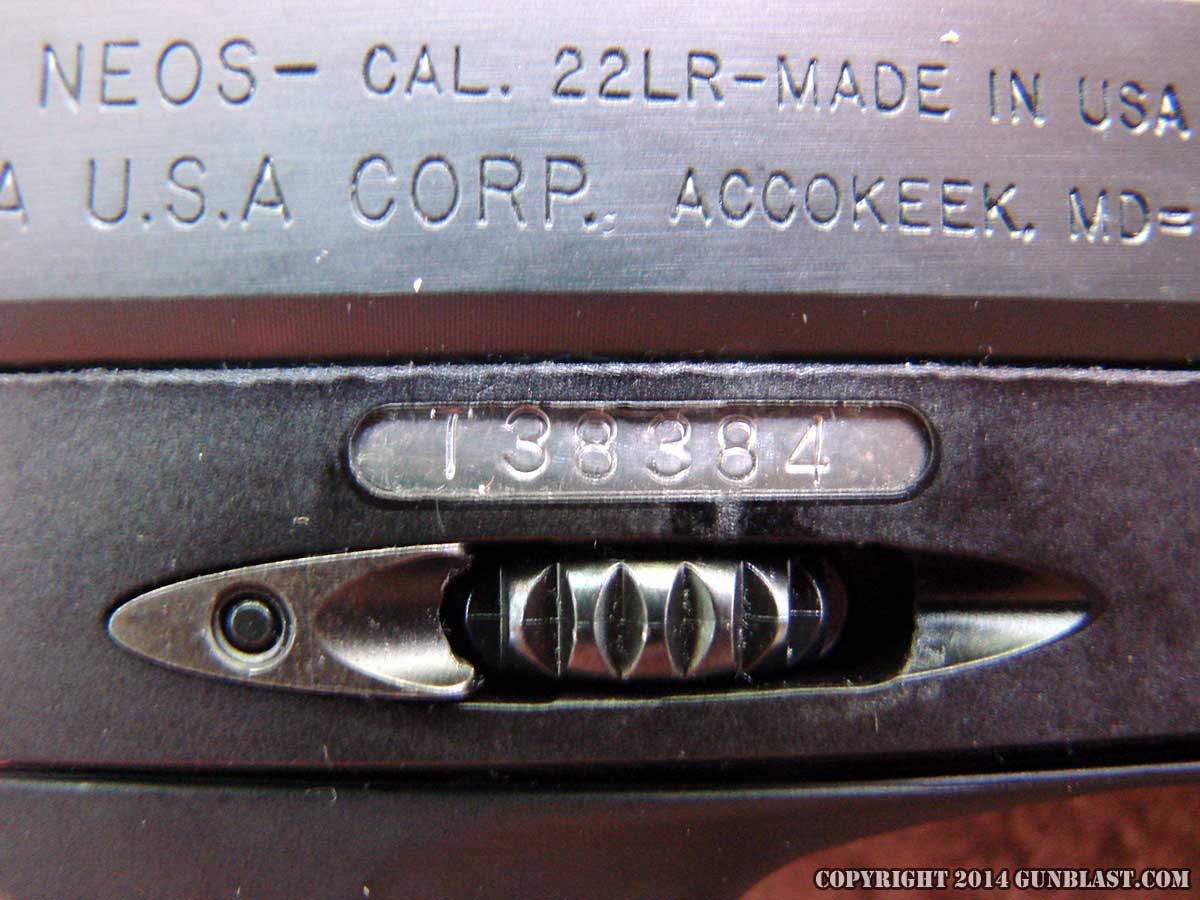 NEOS- CAL. 22LR-MADE IN USA
A U.S.A CORP., ACCOKEEK, MD=
T38384
COPYRIGHT 2014 GUNBLAST.COM